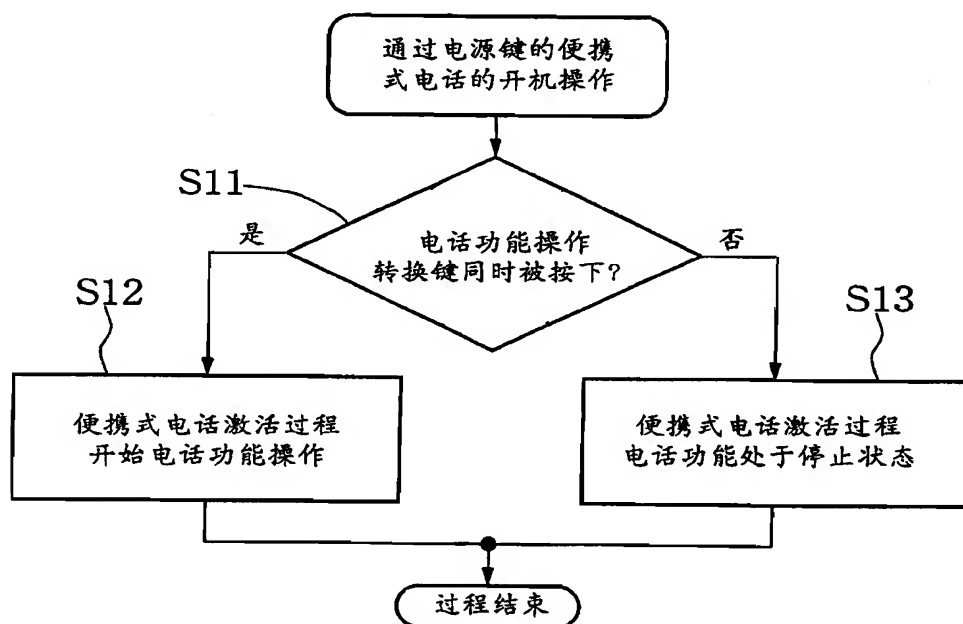 通过电源键的便携
式电话的开机操作
S11
是
电话功能操作
转换键同时被按下?
否
S12
便携式电话激活过程
开始电话功能操作
S13
便携式电话激活过程
电话功能处于停止状态
过程结束